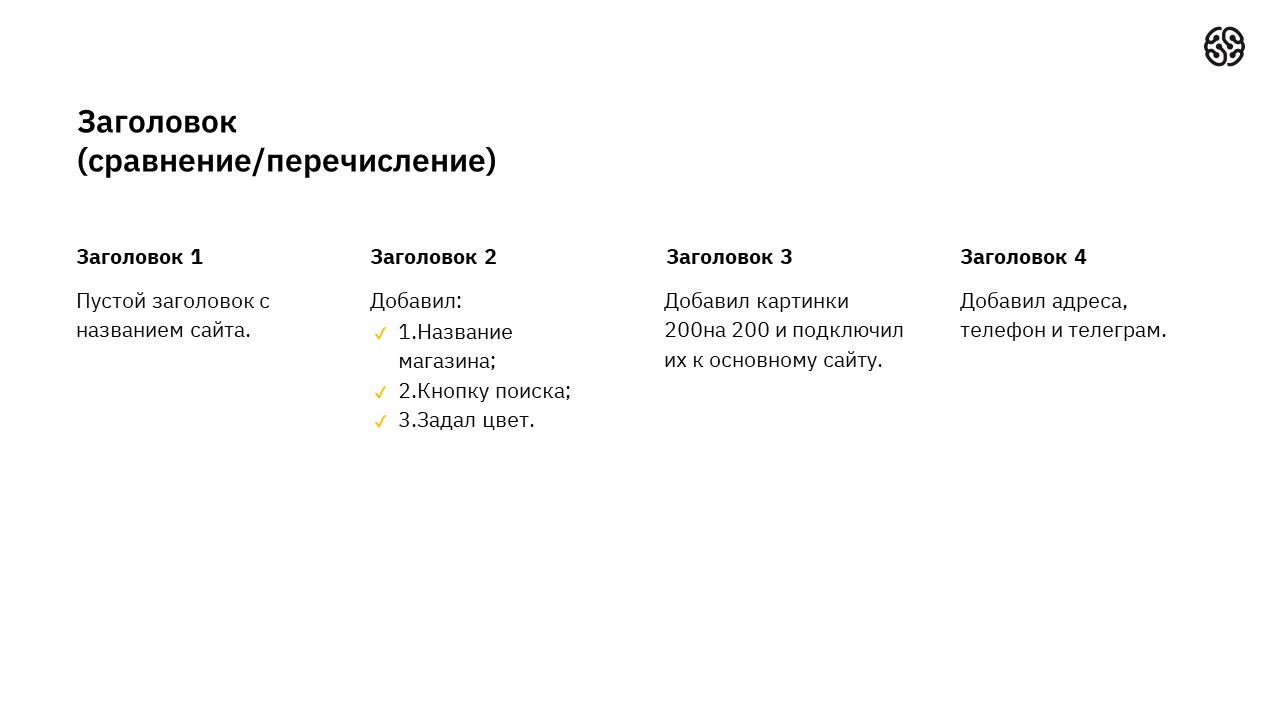 Заголовок
(сравнение/перечисление)
Заголовок 1
Пустой заголовок с
названием сайта.
Заголовок 2
Добавил:
✓ 1.Название
магазина;
✓ 2.Кнопку поиска;
✓ 3.Задал цвет.
Заголовок 3
Добавил картинки
200на 200 и подключил
их к основному сайту.
Заголовок 4
Добавил адреса,
телефон и телеграм.